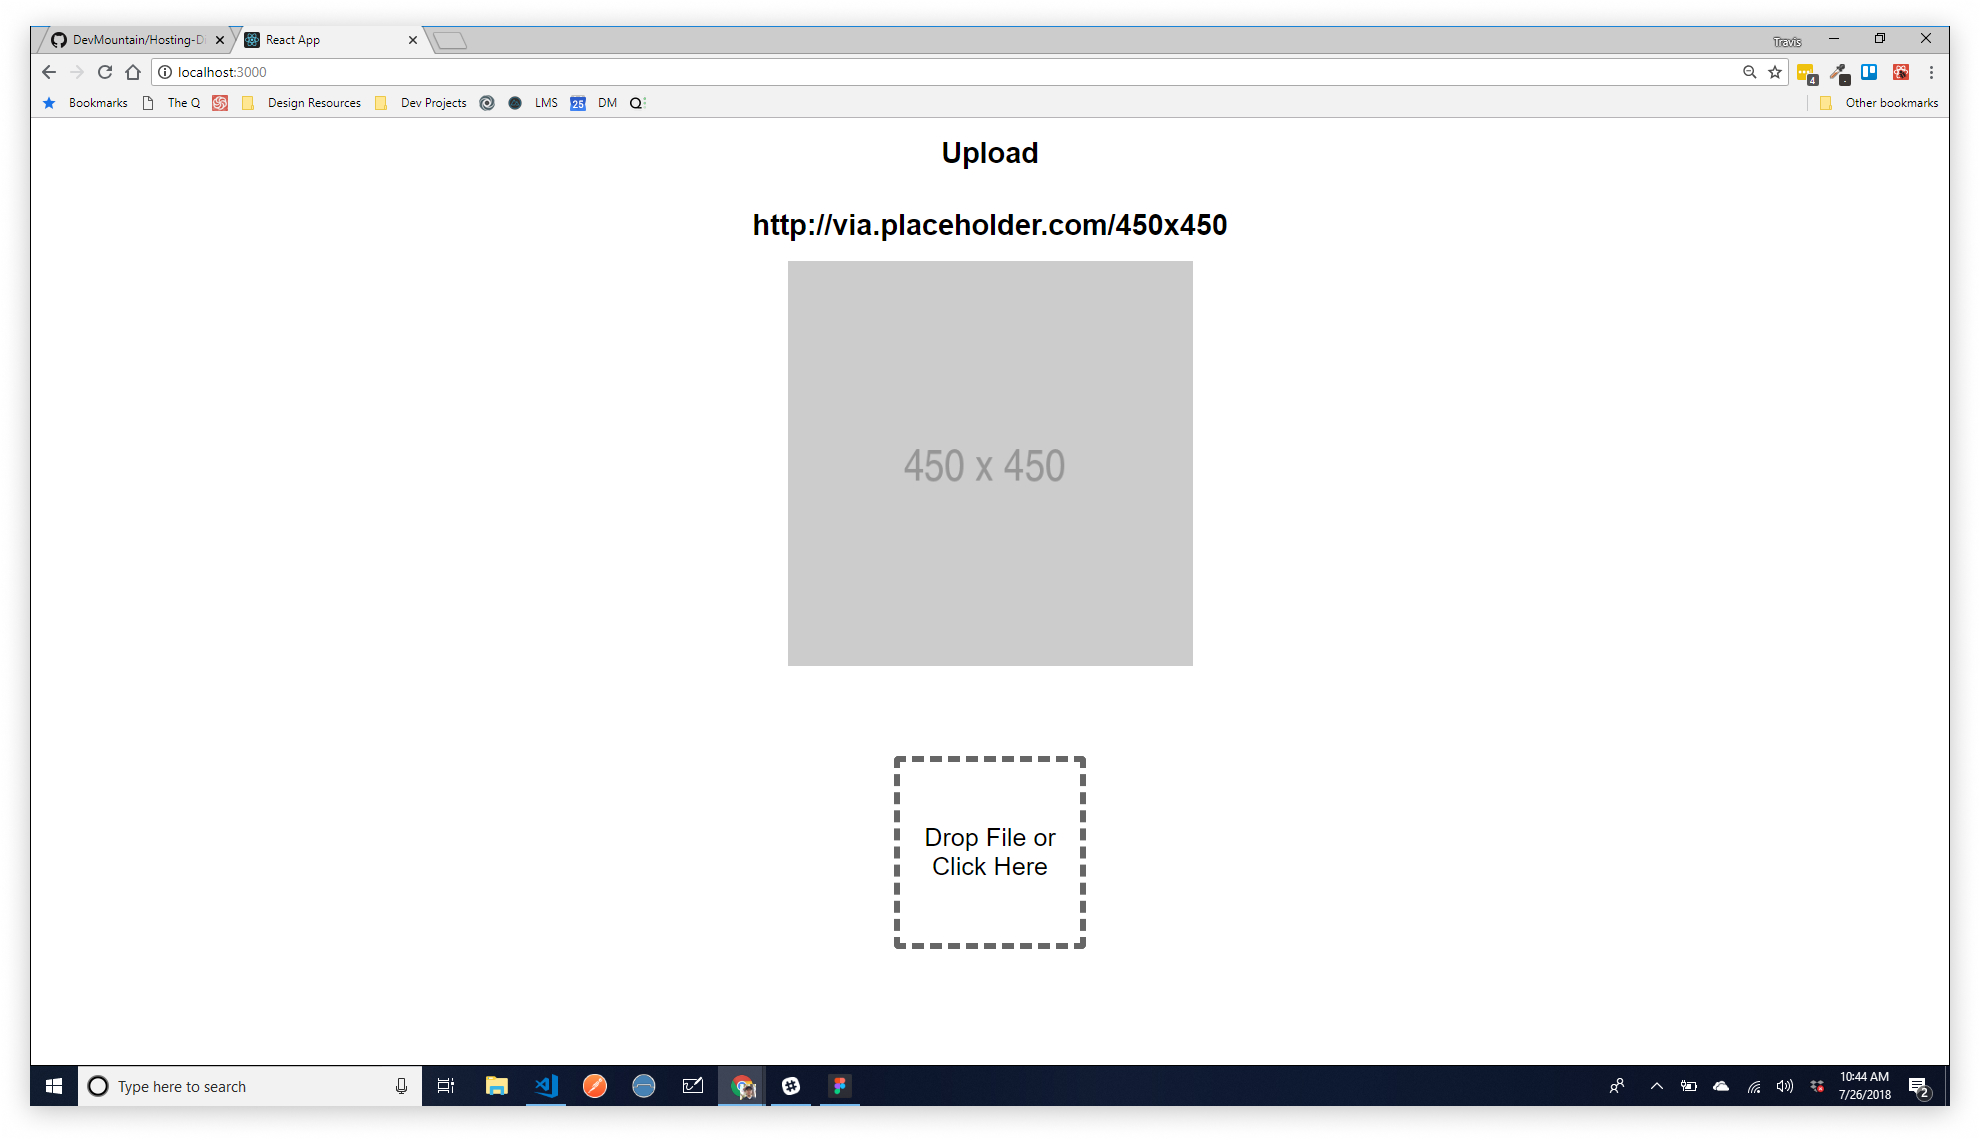 DevMountain/Hosting-Di
React App
Travis
localhost:3000
4
Bookmarks The Q Design Resources Dev Projects LMS 25 DM Q Other bookmarks
Upload
http://via.placeholder.com/450x450
450 x 450
Drop File or
Click Here
Type here to search
10:44 AM
7/26/2018
2